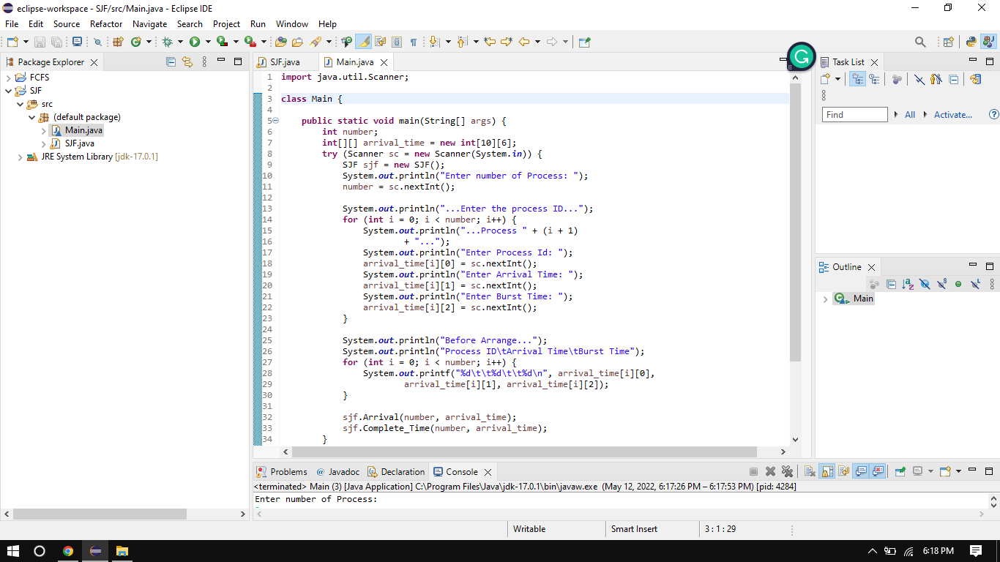 eclipse-workspace - SJF/src/Main.java - Eclipse IDE
File Edit Source Refactor Navigate Search Project Run Window Help
Package Explorer
FCFS
SJF
src
(default package)
Main.java
SJF.java
JRE System Library [jdk-17.0.1]
SJF.java
Main.java
1 import java.util.Scanner;
2
3 class Main {
4
5 public static void main(String[] args) {
6 int number;
7 int[][] arrival_time = new int[10][6];
8 try (Scanner sc = new Scanner(System.in)) {
9 SJF sjf = new SJF();
10 System.out.println("Enter number of Process: ");
11 number = sc.nextInt();
12
13 System.out.println("...Enter the process ID...");
14 for (int i = 0; i < number; i++) {
15 System.out.println("...Process " + (i + 1)
16 + "...");
17 System.out.println("Enter Process Id: ");
18 arrival_time[i][0] = sc.nextInt();
19 System.out.println("Enter Arrival Time: ");
20 arrival_time[i][1] = sc.nextInt();
21 System.out.println("Enter Burst Time: ");
22 arrival_time[i][2] = sc.nextInt();
23 }
24
25 System.out.println("Before Arrange...");
26 System.out.println("Process ID\tArrival Time\tBurst Time");
27 for (int i = 0; i < number; i++) {
28 System.out.printf("%d\t\t%d\t\t%d\n", arrival_time[i][0],
29 arrival_time[i][1], arrival_time[i][2]);
30 }
31
32 sjf.Arrival(number, arrival_time);
33 sjf.Complete_Time(number, arrival_time);
34 }
Task List
Find
All
Activate...
Outline
Main
Problems
@ Javadoc
Declaration
Console
<terminated> Main (3) [Java Application] C:\Program Files\Java\jdk-17.0.1\bin\javaw.exe (May 12, 2022, 6:17:26 PM – 6:17:53 PM) [pid: 4284]
Enter number of Process:
Writable
Smart Insert
3 : 1 : 29
6:18 PM